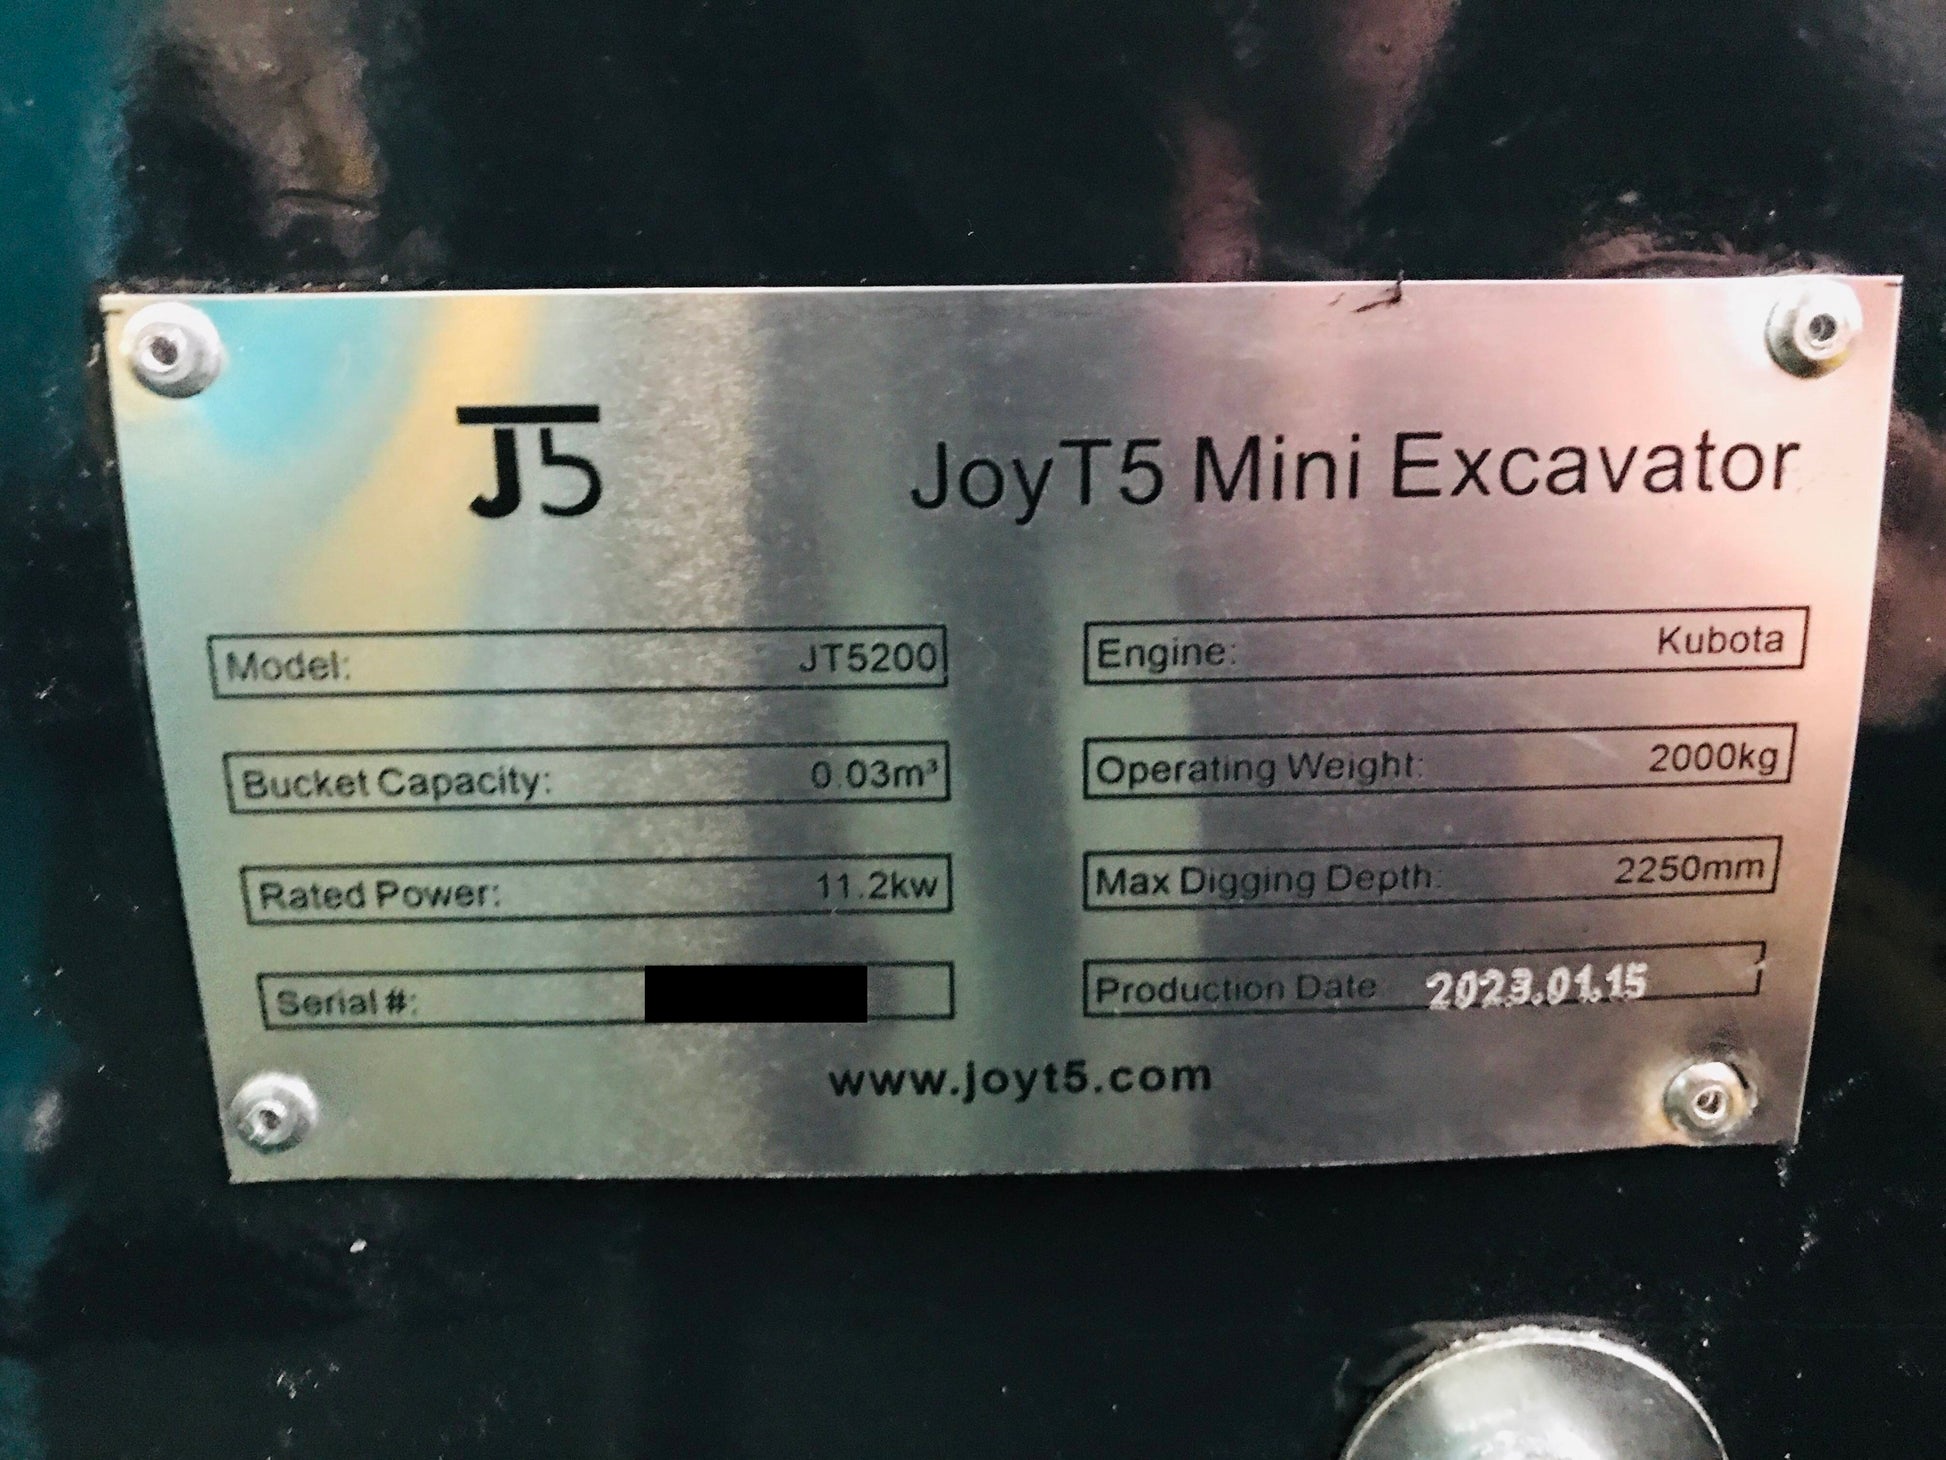 J5
JoyT5 Mini Excavator
Model: JT5200
Engine: Kubota
Bucket Capacity: 0.03m³
Operating Weight: 2000kg
Rated Power: 11.2kw
Max Digging Depth: 2250mm
Serial #:
Production Date 2023.01.15
www.joyt5.com